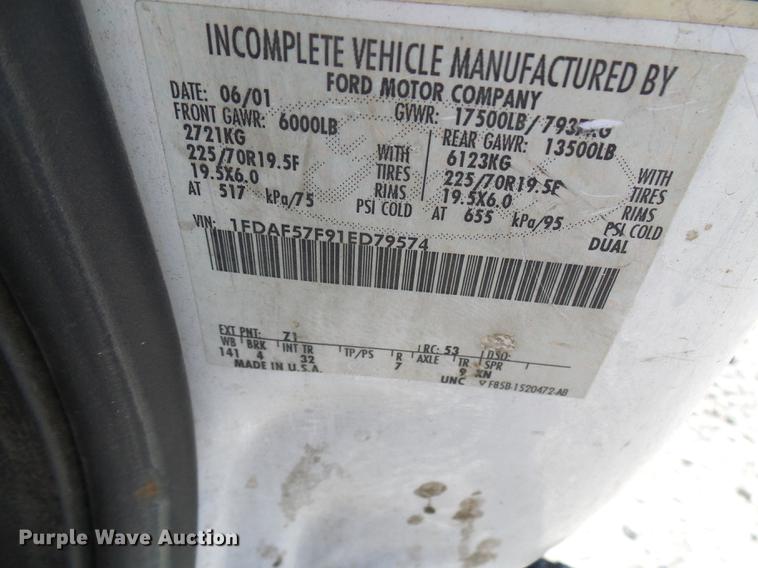 INCOMPLETE VEHICLE MANUFACTURED BY
FORD MOTOR COMPANY
DATE: 06/01 GVWR: 17500LB/
FRONT GAWR: 6000LB REAR GAWR: 13500LB
2721KG WITH 6123KG WITH
225/70R19.5F TIRES 225/70R19.5F TIRES
19.5X6.0 RIMS 19.5X6.0 RIMS
AT 517 kPa/75 PSI COLD AT 655 kPa/95 PSI COLD
DUAL
VIN: 1FDAF57F91ED79574
EXT PNT: Z1 RC: 53 DSO:
WB BRK INT TR TP/PS R AXLE TR SPR
141 4 32 7 9 XN
MADE IN U.S.A. UNC F85B-1520472-AB
Purple Wave Auction